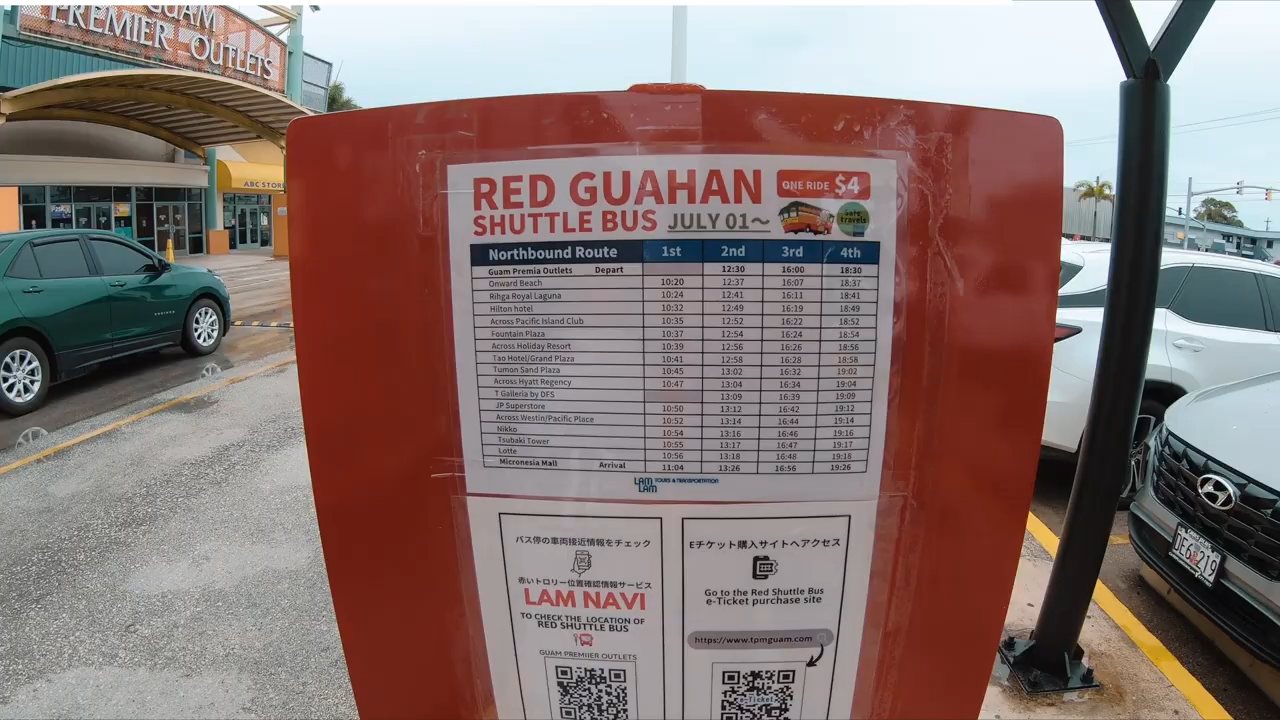 GUAM
PREMIER OUTLETS
ABC STORE
RED GUAHAN ONE RIDE $4
SHUTTLE BUS JULY 01～
safe travels
Northbound Route 1st 2nd 3rd 4th
Guam Premia Outlets Depart 12:30 16:00 18:30
Onward Beach 10:20 12:37 16:07 18:37
Rihga Royal Laguna 10:24 12:41 16:11 18:41
Hilton hotel 10:32 12:49 16:19 18:49
Across Pacific Island Club 10:35 12:52 16:22 18:52
Fountain Plaza 10:37 12:54 16:24 18:54
Across Holiday Resort 10:39 12:56 16:26 18:56
Tao Hotel/Grand Plaza 10:41 12:58 16:28 18:58
Tumon Sand Plaza 10:45 13:02 16:32 19:02
Across Hyatt Regency 10:47 13:04 16:34 19:04
T Galleria by DFS 13:09 16:39 19:09
JP Superstore 10:50 13:12 16:42 19:12
Across Westin/Pacific Place 10:52 13:14 16:44 19:14
Nikko 10:54 13:16 16:46 19:16
Tsubaki Tower 10:55 13:17 16:47 19:17
Lotte 10:56 13:18 16:48 19:18
Micronesia Mall Arrival 11:04 13:26 16:56 19:26
LAM LAM TOURS & TRANSPORTATION
バス停の車両接近情報をチェック
赤いトロリー位置確認情報サービス
LAM NAVI
TO CHECK THE LOCATION OF
RED SHUTTLE BUS
GUAM PREMIIER OUTLETS
Eチケット購入サイトへアクセス
Go to the Red Shuttle Bus
e-Ticket purchase site
https://www.tpmguam.com
e-Ticket